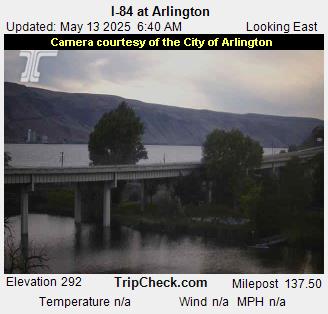 I-84 at Arlington
Updated: May 13 2025 6:40 AM Looking East
Camera courtesy of the City of Arlington
Elevation 292 TripCheck.com Milepost 137.50
Temperature n/a Wind n/a MPH n/a